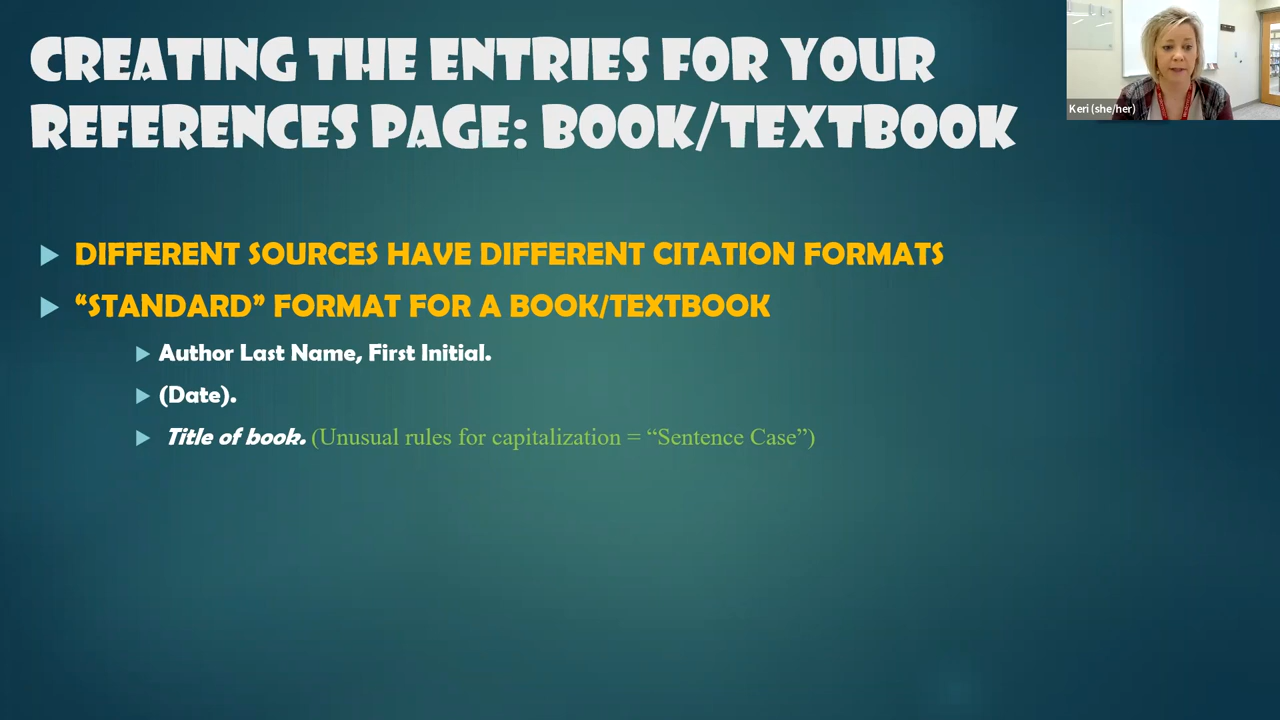 CREATING THE ENTRIES FOR YOUR
REFERENCES PAGE: BOOK/TEXTBOOK
Keri (she/her)
DIFFERENT SOURCES HAVE DIFFERENT CITATION FORMATS
“STANDARD” FORMAT FOR A BOOK/TEXTBOOK
Author Last Name, First Initial.
(Date).
Title of book. (Unusual rules for capitalization = “Sentence Case”)